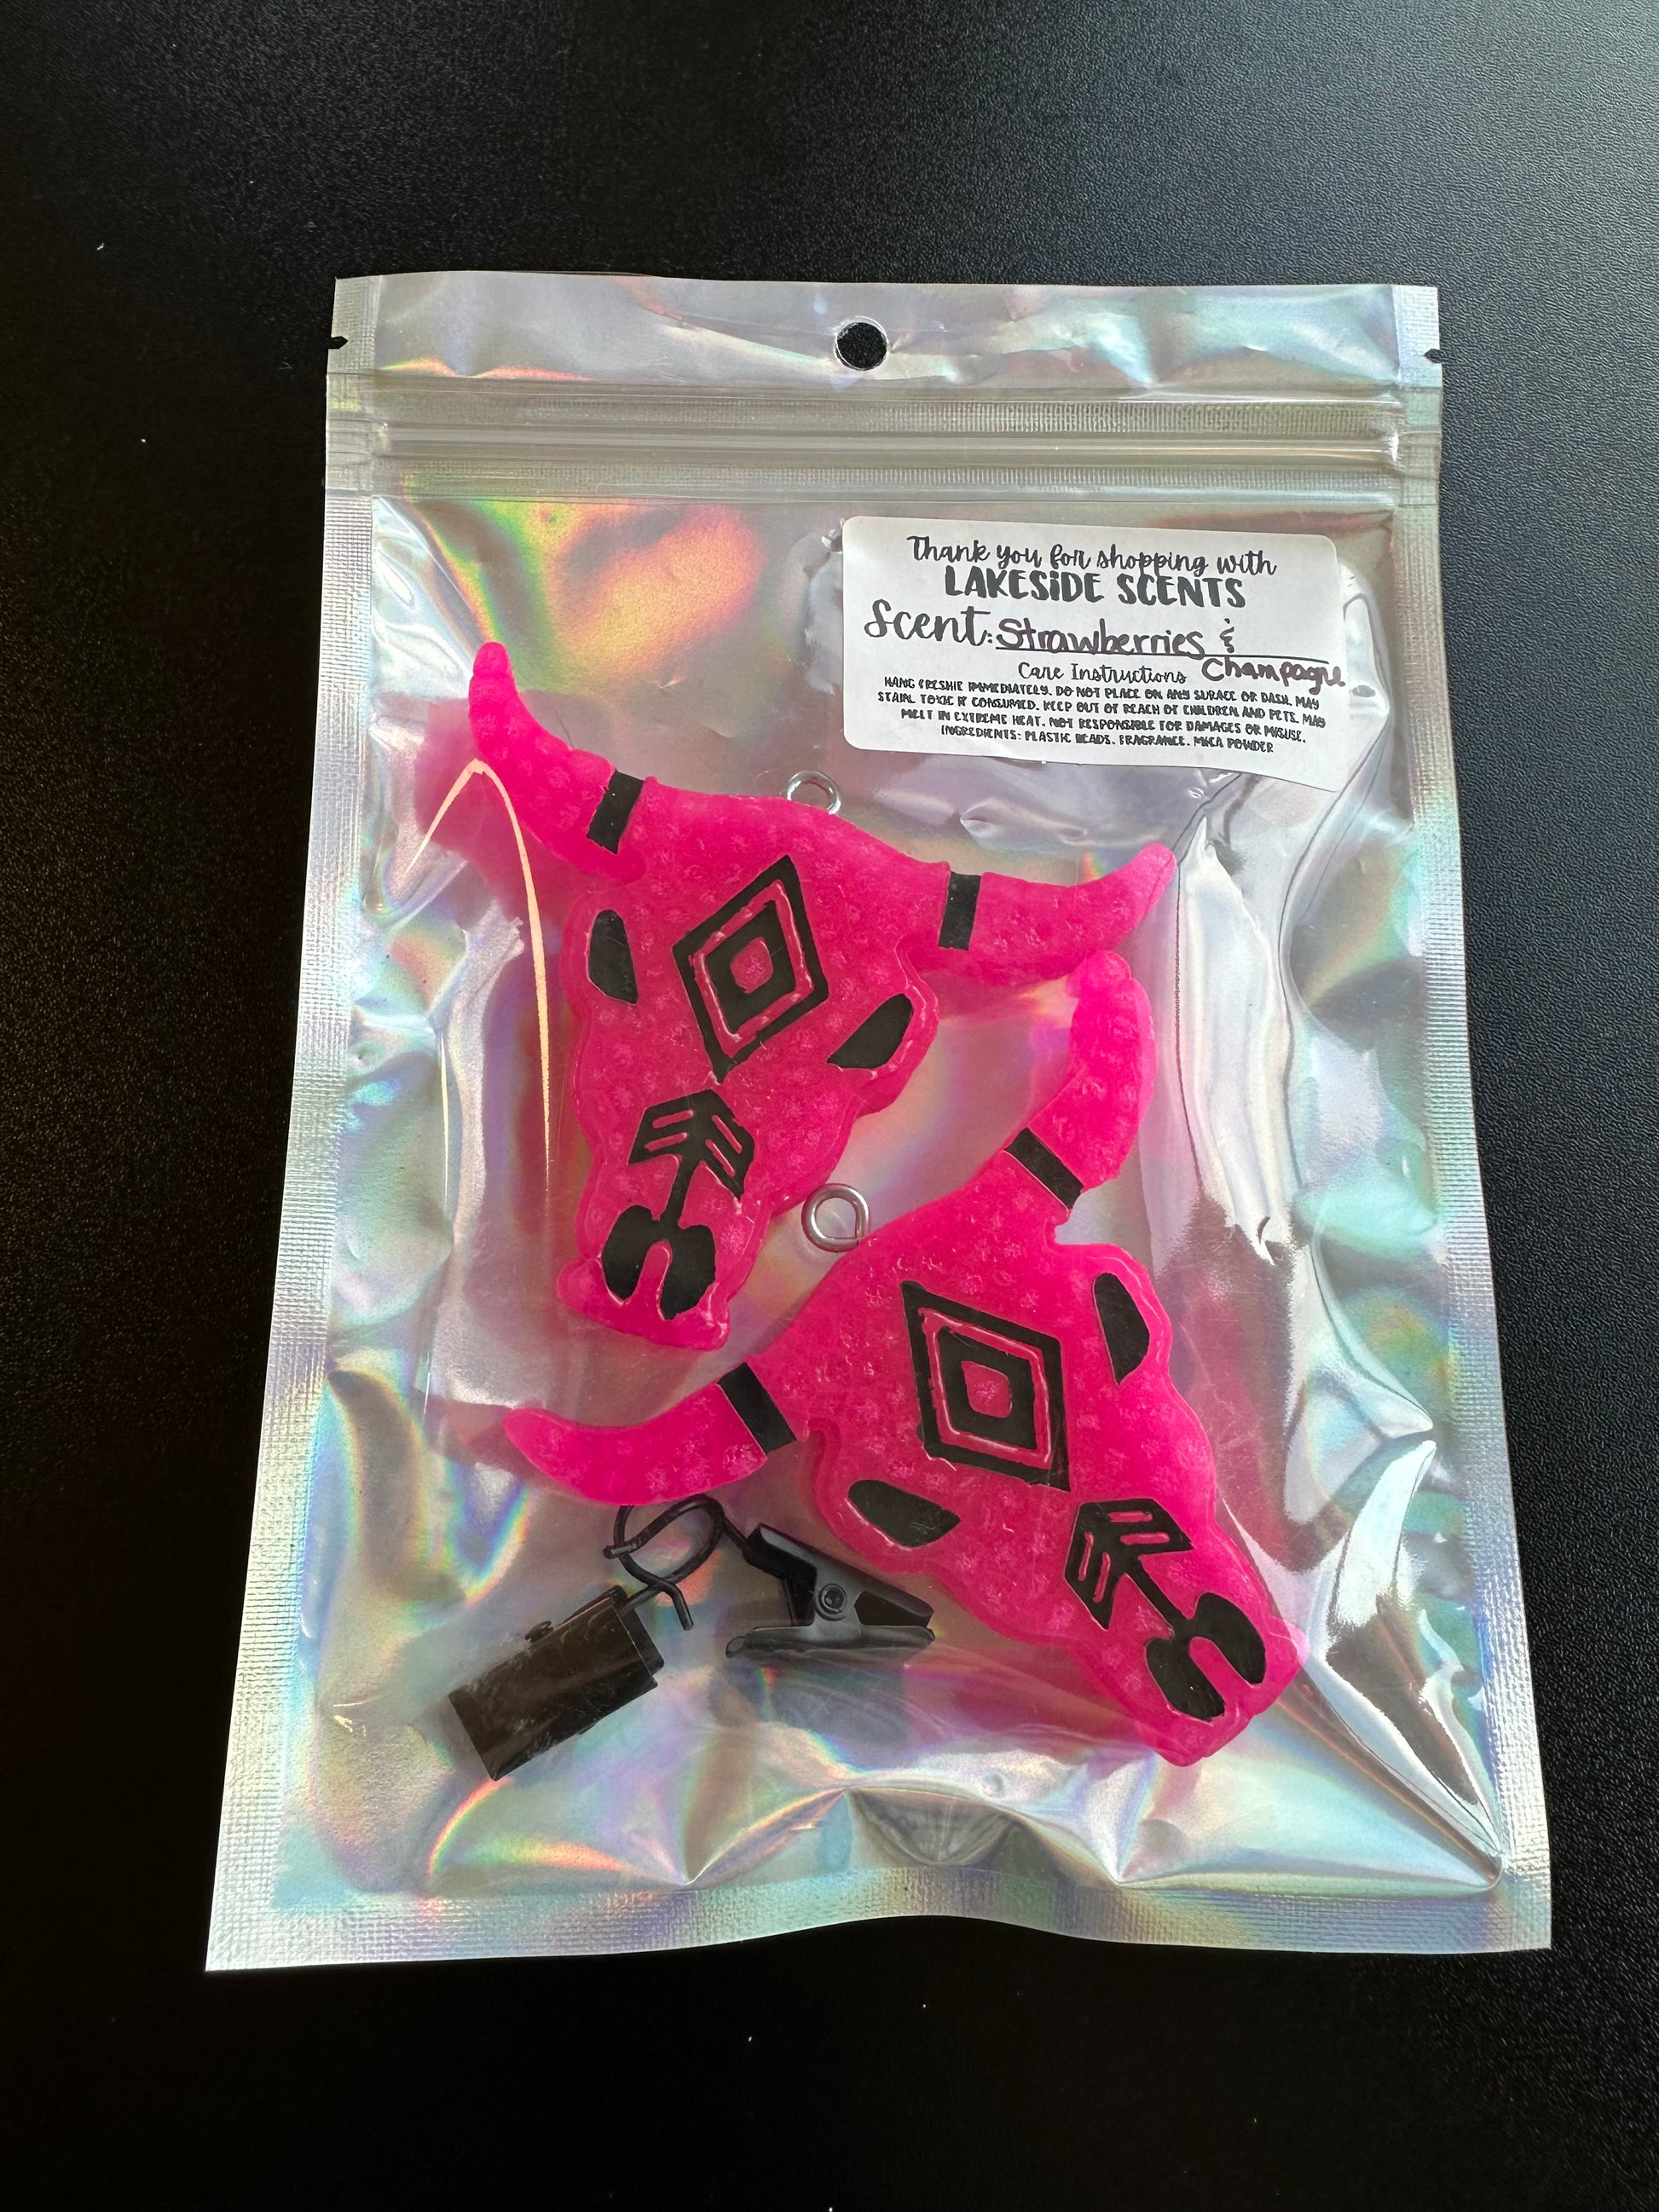 Thank you for shopping with
LAKESIDE SCENTS
Scent: Strawberries &
Champagne
Care Instructions
HANG FRESHIE IMMEDIATELY. DO NOT PLACE ON ANY SURACE OR DASH. MAY
STAIN. TOXIC IF CONSUMED. KEEP OUT OF REACH OF CHILDREN AND PETS. MAY
MELT IN EXTREME HEAT. NOT RESPONSIBLE FOR DAMAGES OR MISUSE.
INGREDIENTS: PLASTIC BEADS. FRAGRANCE. MICA POWDER